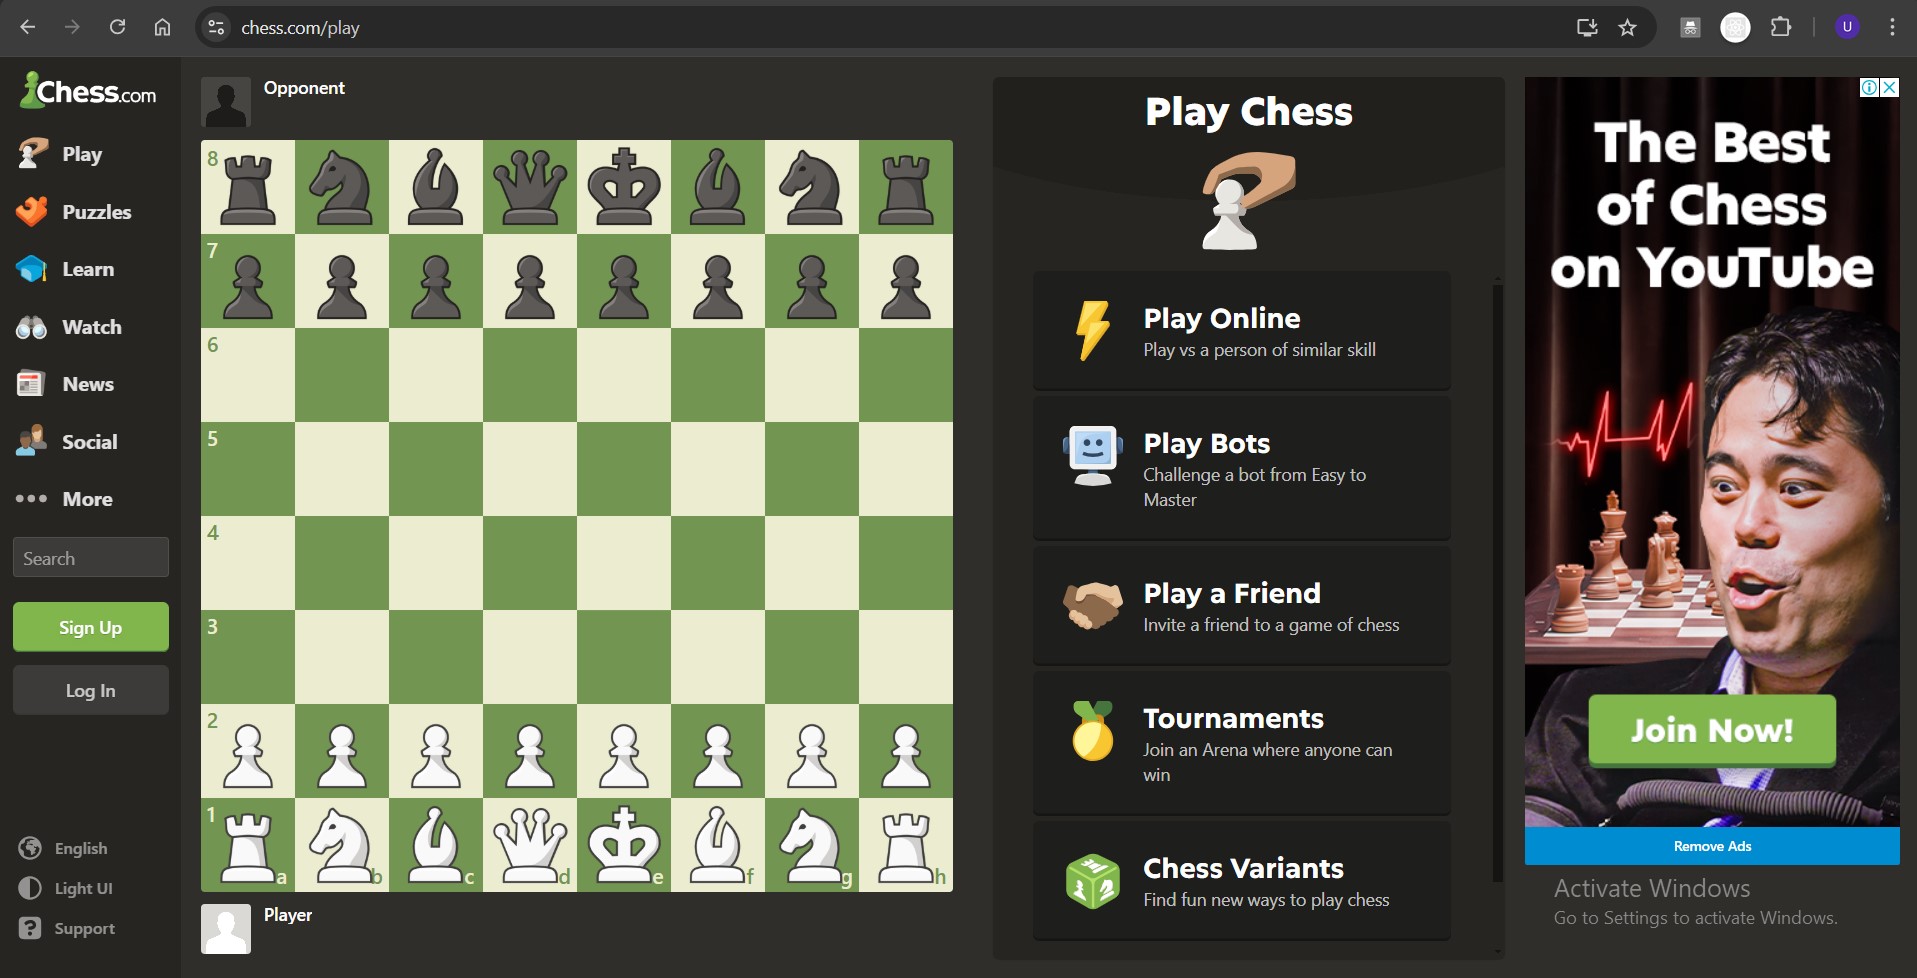 chess.com/play
U
Chess.com
Play
Puzzles
Learn
Watch
News
Social
More
Search
Sign Up
Log In
English
Light UI
Support
Opponent
8
7
6
5
4
3
2
1
a b c d e f g h
Player
Play Chess
Play Online
Play vs a person of similar skill
Play Bots
Challenge a bot from Easy to
Master
Play a Friend
Invite a friend to a game of chess
Tournaments
Join an Arena where anyone can
win
Chess Variants
Find fun new ways to play chess
The Best
of Chess
on YouTube
Join Now!
Remove Ads
Activate Windows
Go to Settings to activate Windows.